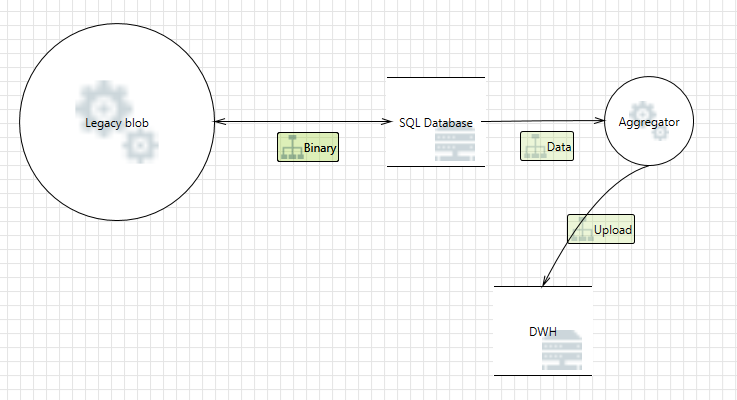 Legacy blob
Binary
SQL Database
Data
Aggregator
Upload
DWH